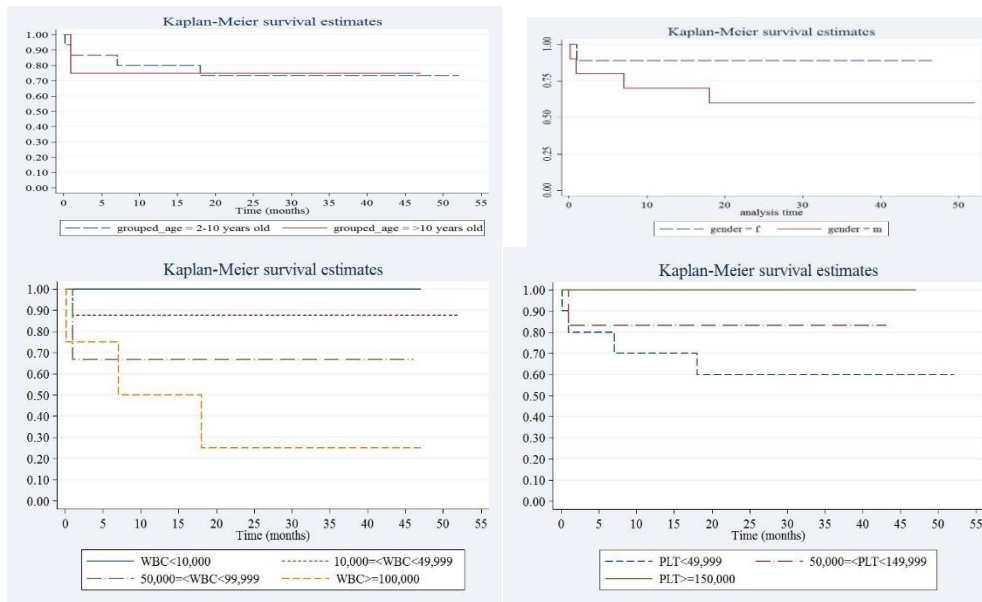 Kaplan-Meier survival estimates
1.00
0.90
0.80
0.70
0.60
0.50
0.40
0.30
0.20
0.10
0.00
0 5 10 15 20 25 30 35 40 45 50 55
Time (months)
grouped_age = 2-10 years old grouped_age = >10 years old
Kaplan-Meier survival estimates
1.00
0.75
0.50
0.25
0.00
0 10 20 30 40 50
analysis time
gender = f gender = m
Kaplan-Meier survival estimates
1.00
0.90
0.80
0.70
0.60
0.50
0.40
0.30
0.20
0.10
0.00
0 5 10 15 20 25 30 35 40 45 50 55
Time (months)
WBC<10,000 10,000=<WBC<49,999
50,000=<WBC<99,999 WBC>=100,000
Kaplan-Meier survival estimates
1.00
0.90
0.80
0.70
0.60
0.50
0.40
0.30
0.20
0.10
0.00
0 5 10 15 20 25 30 35 40 45 50 55
Time (months)
PLT<49,999 50,000=<PLT<149,999
PLT>=150,000